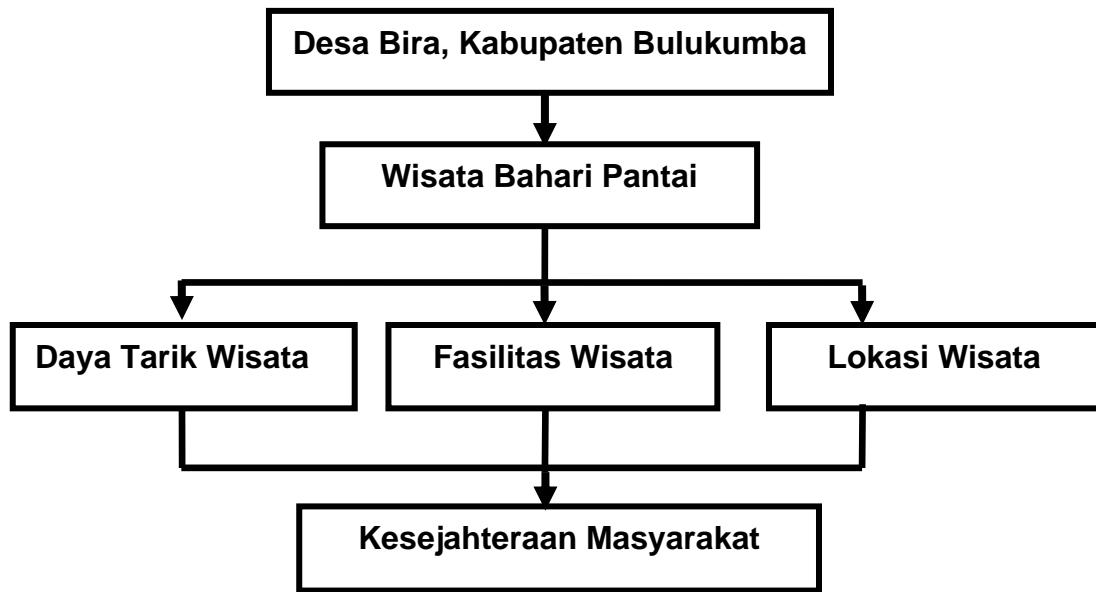 Desa Bira, Kabupaten Bulukumba
Wisata Bahari Pantai
Daya Tarik Wisata
Fasilitas Wisata
Lokasi Wisata
Kesejahteraan Masyarakat